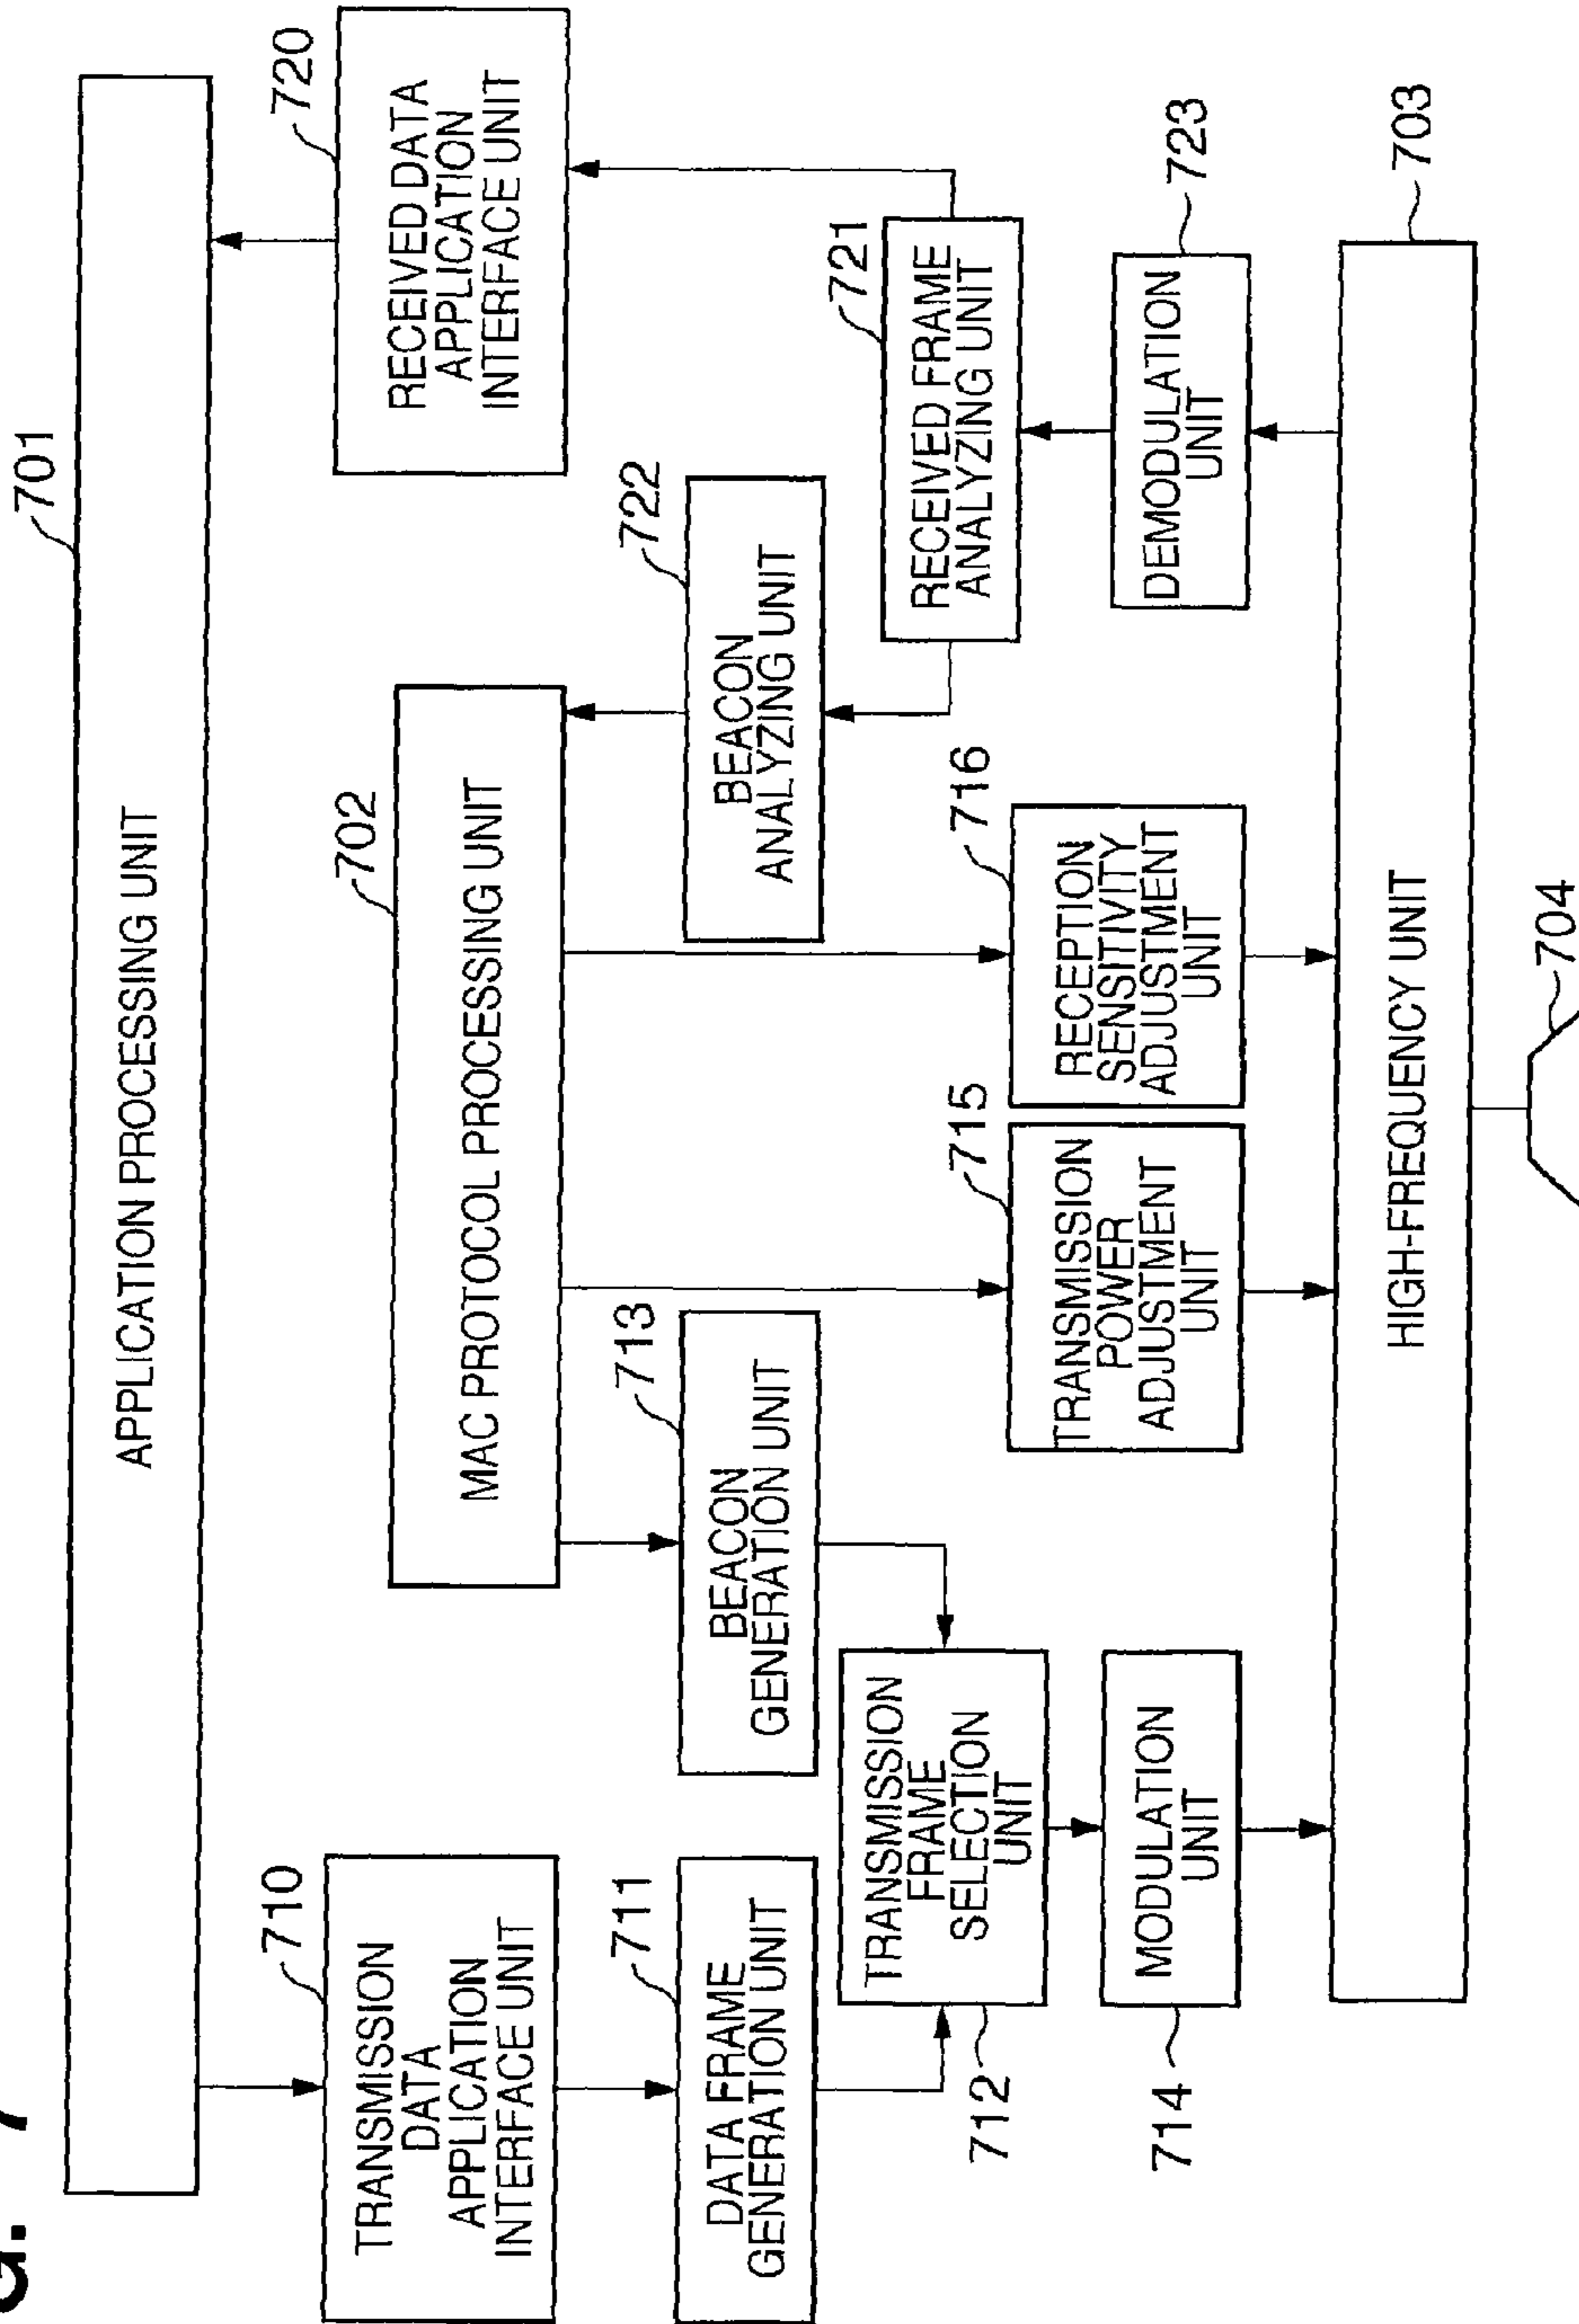 G. 7
701
APPLICATION PROCESSING UNIT
710
TRANSMISSION
DATA
APPLICATION
INTERFACE UNIT
702
MAC PROTOCOL PROCESSING UNIT
720
RECEIVED DATA
APPLICATION
INTERFACE UNIT
711
DATA FRAME
GENERATION UNIT
713
BEACON
GENERATION UNIT
722
BEACON
ANALYZING UNIT
712
TRANSMISSION
FRAME
SELECTION
UNIT
721
RECEIVED FRAME
ANALYZING UNIT
714
MODULATION
UNIT
715
TRANSMISSION
POWER
ADJUSTMENT
UNIT
716
RECEPTION
SENSITIVITY
ADJUSTMENT
UNIT
723
DEMODULATION
UNIT
703
HIGH-FREQUENCY UNIT
704